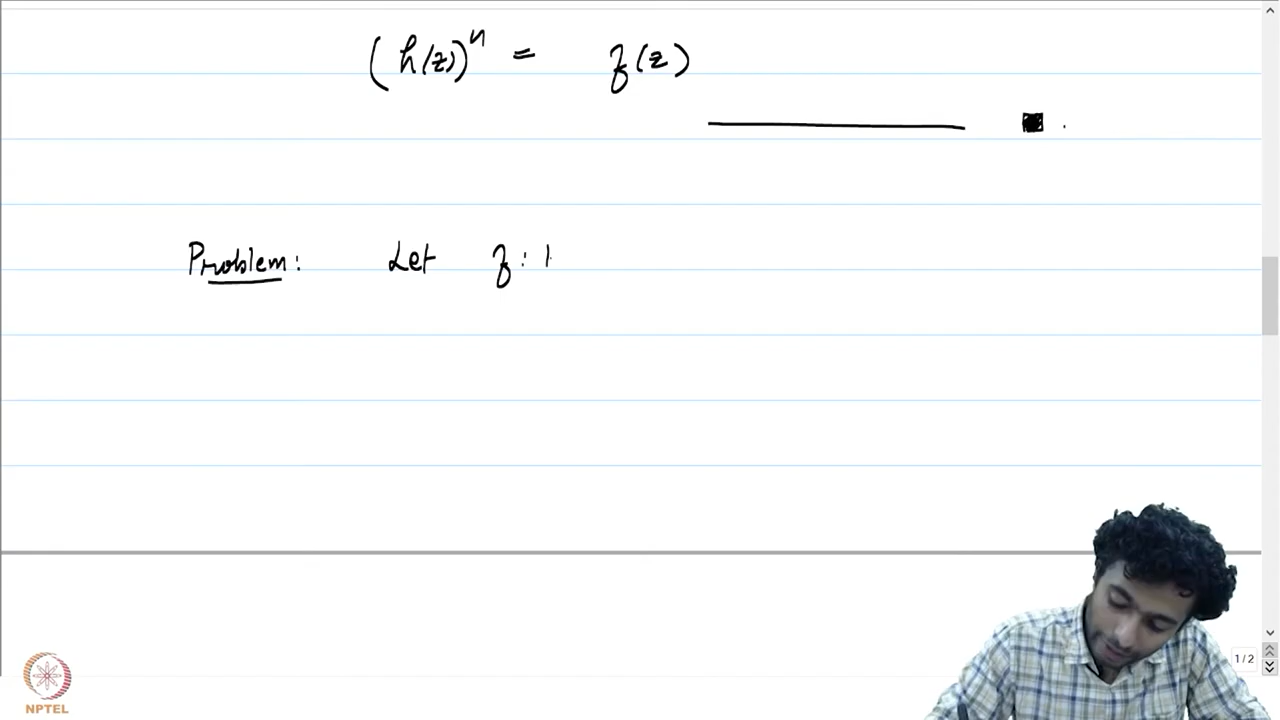 (h(z))ⁿ = f(z)
Problem: Let f :
1 / 2
NPTEL